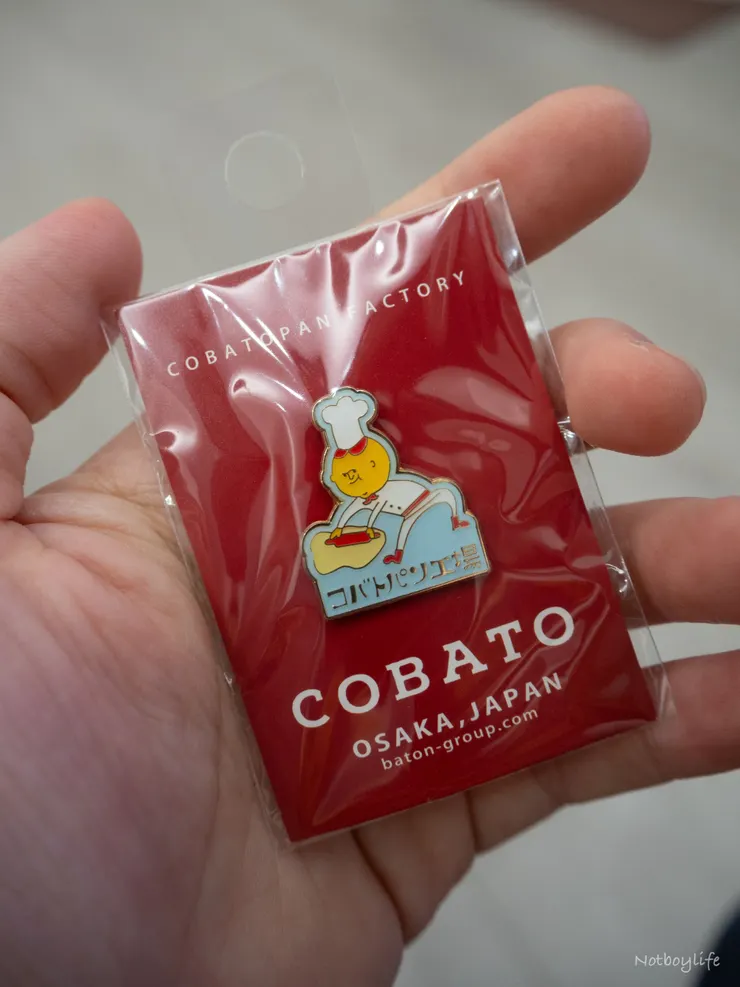 COBATOPAN FACTORY
コバトパン工場
COBATO
OSAKA, JAPAN
baton-group.com
Notboylife